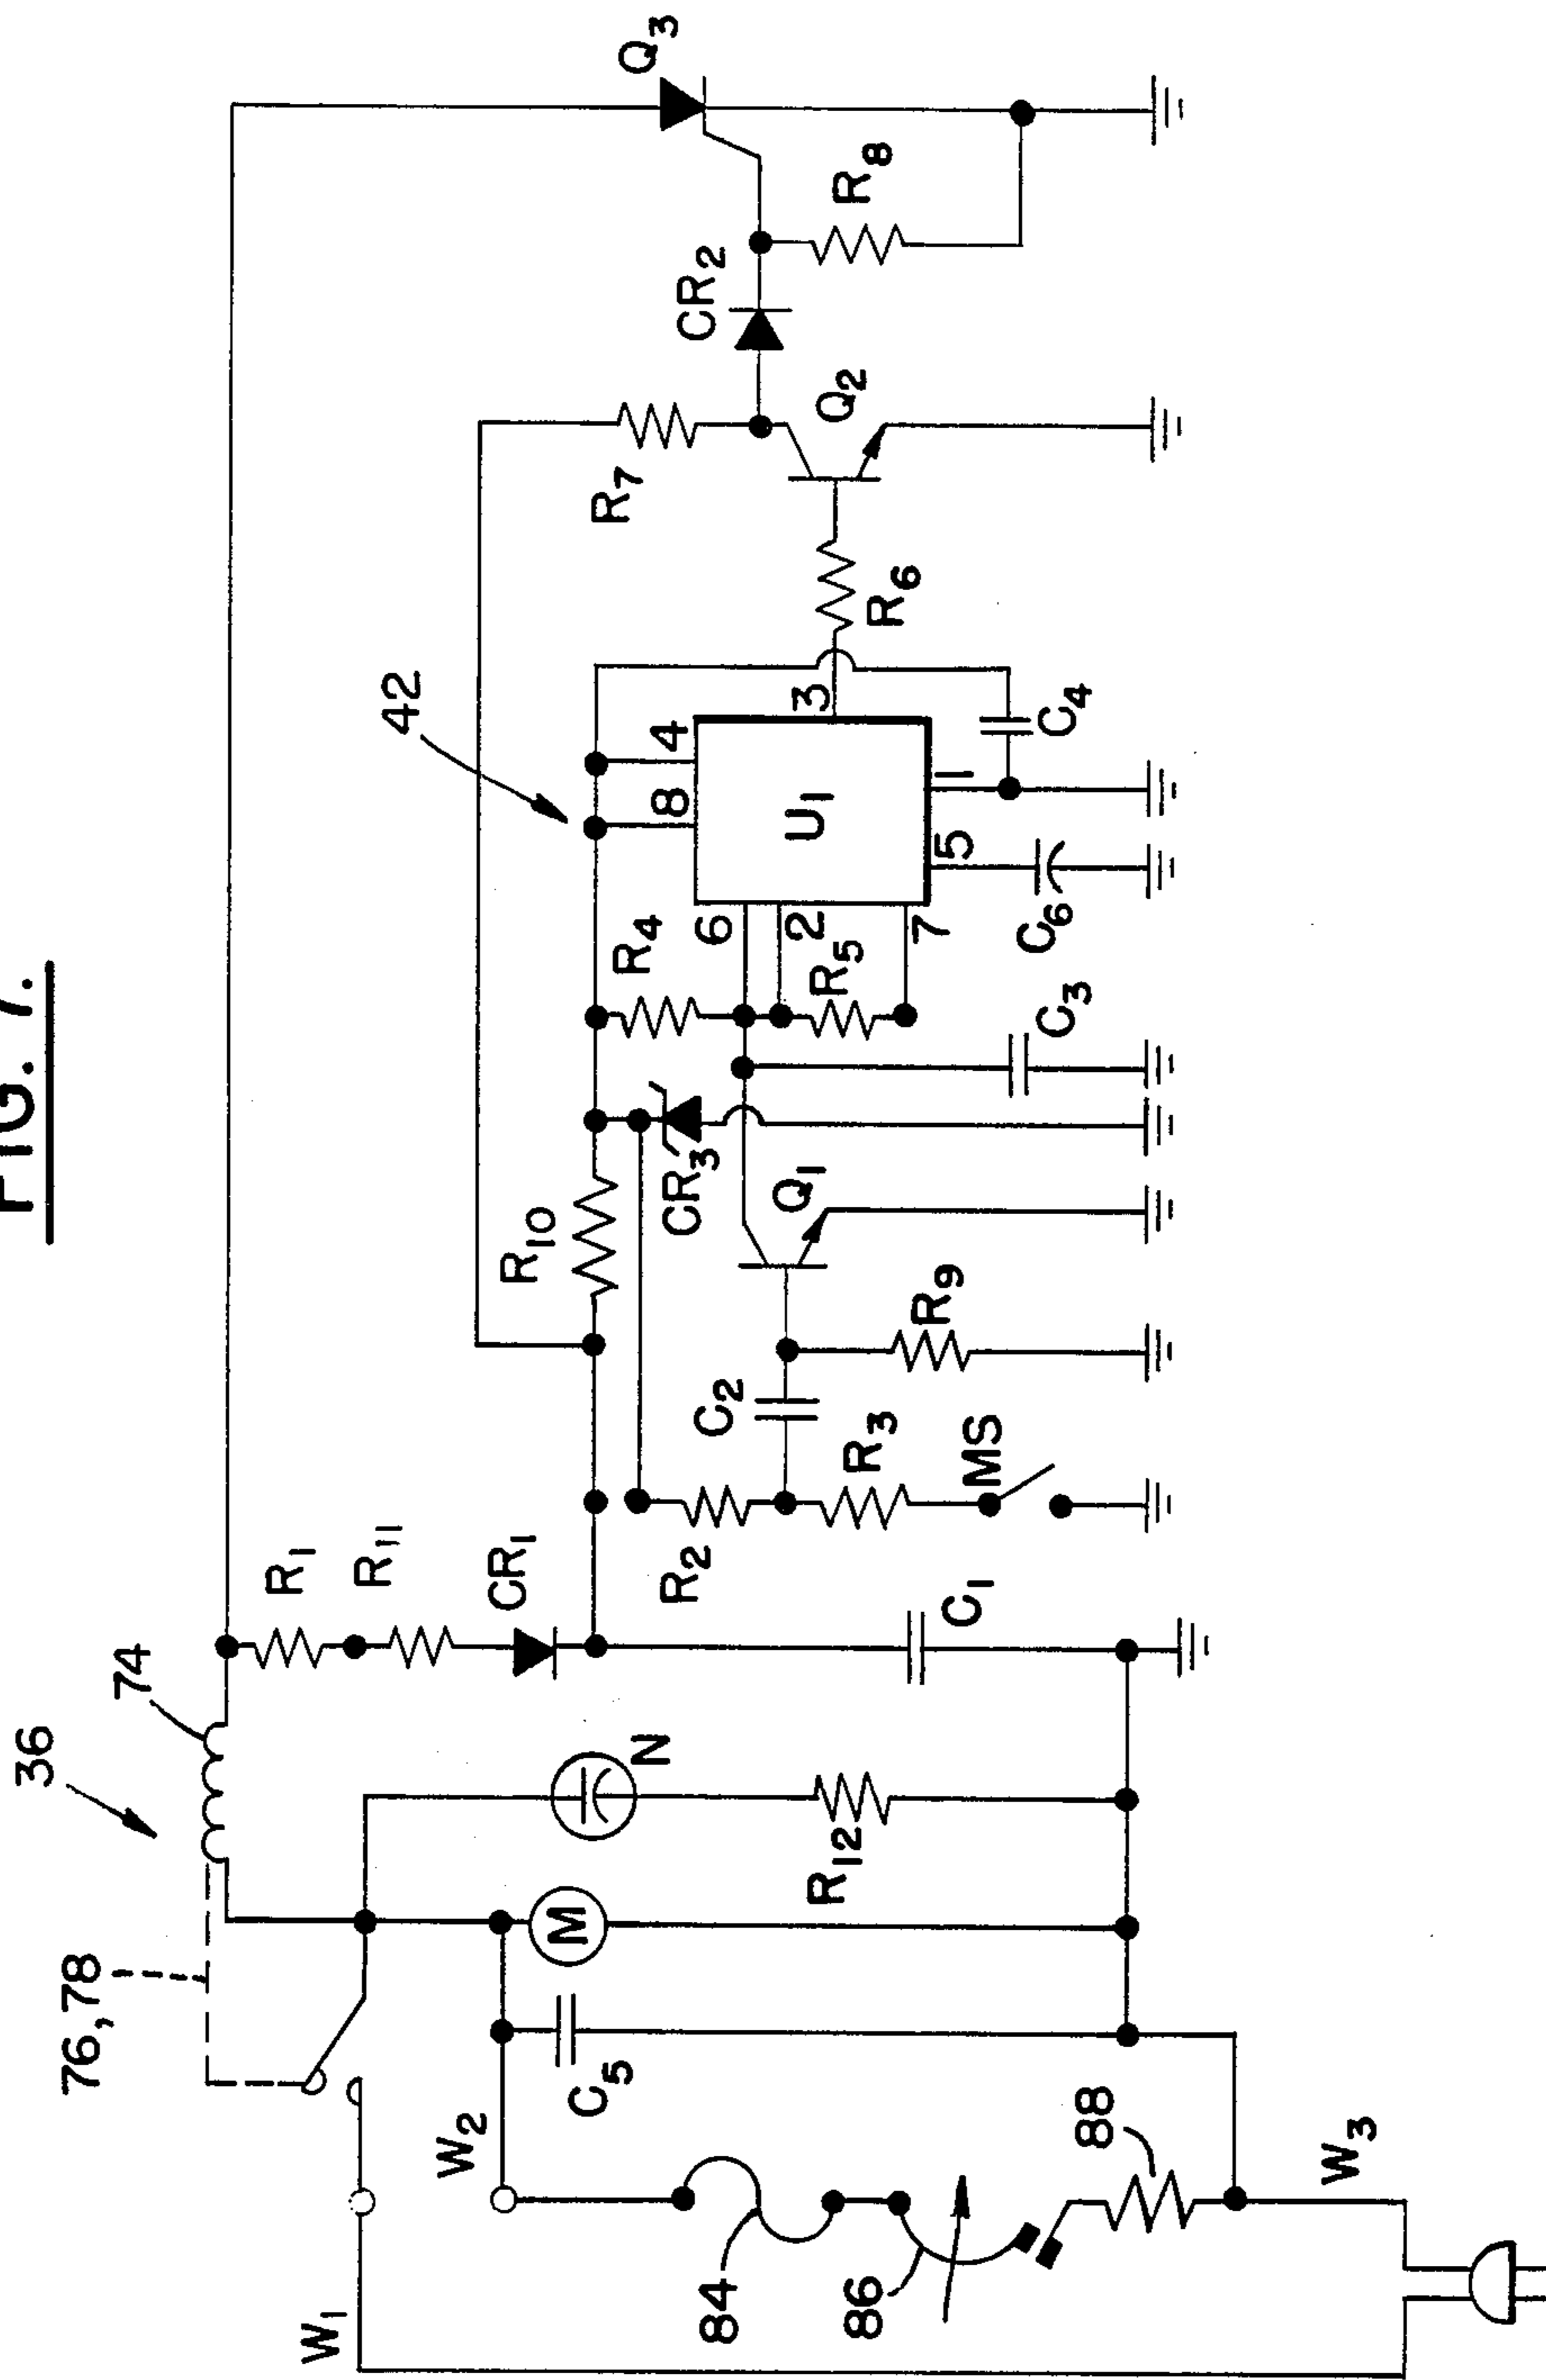 FIG. 7.
36
74
76,78
42
Q3
R1
R11
CR1
R10
R7
CR2
R8
Q2
R6
R4
4
8
3
6
2
U1
R5
7
5
1
C4
C6
C3
CR3
Q1
R9
C2
R3
MS
R2
C1
N
R12
M
C5
W1
W2
W3
84
86
88